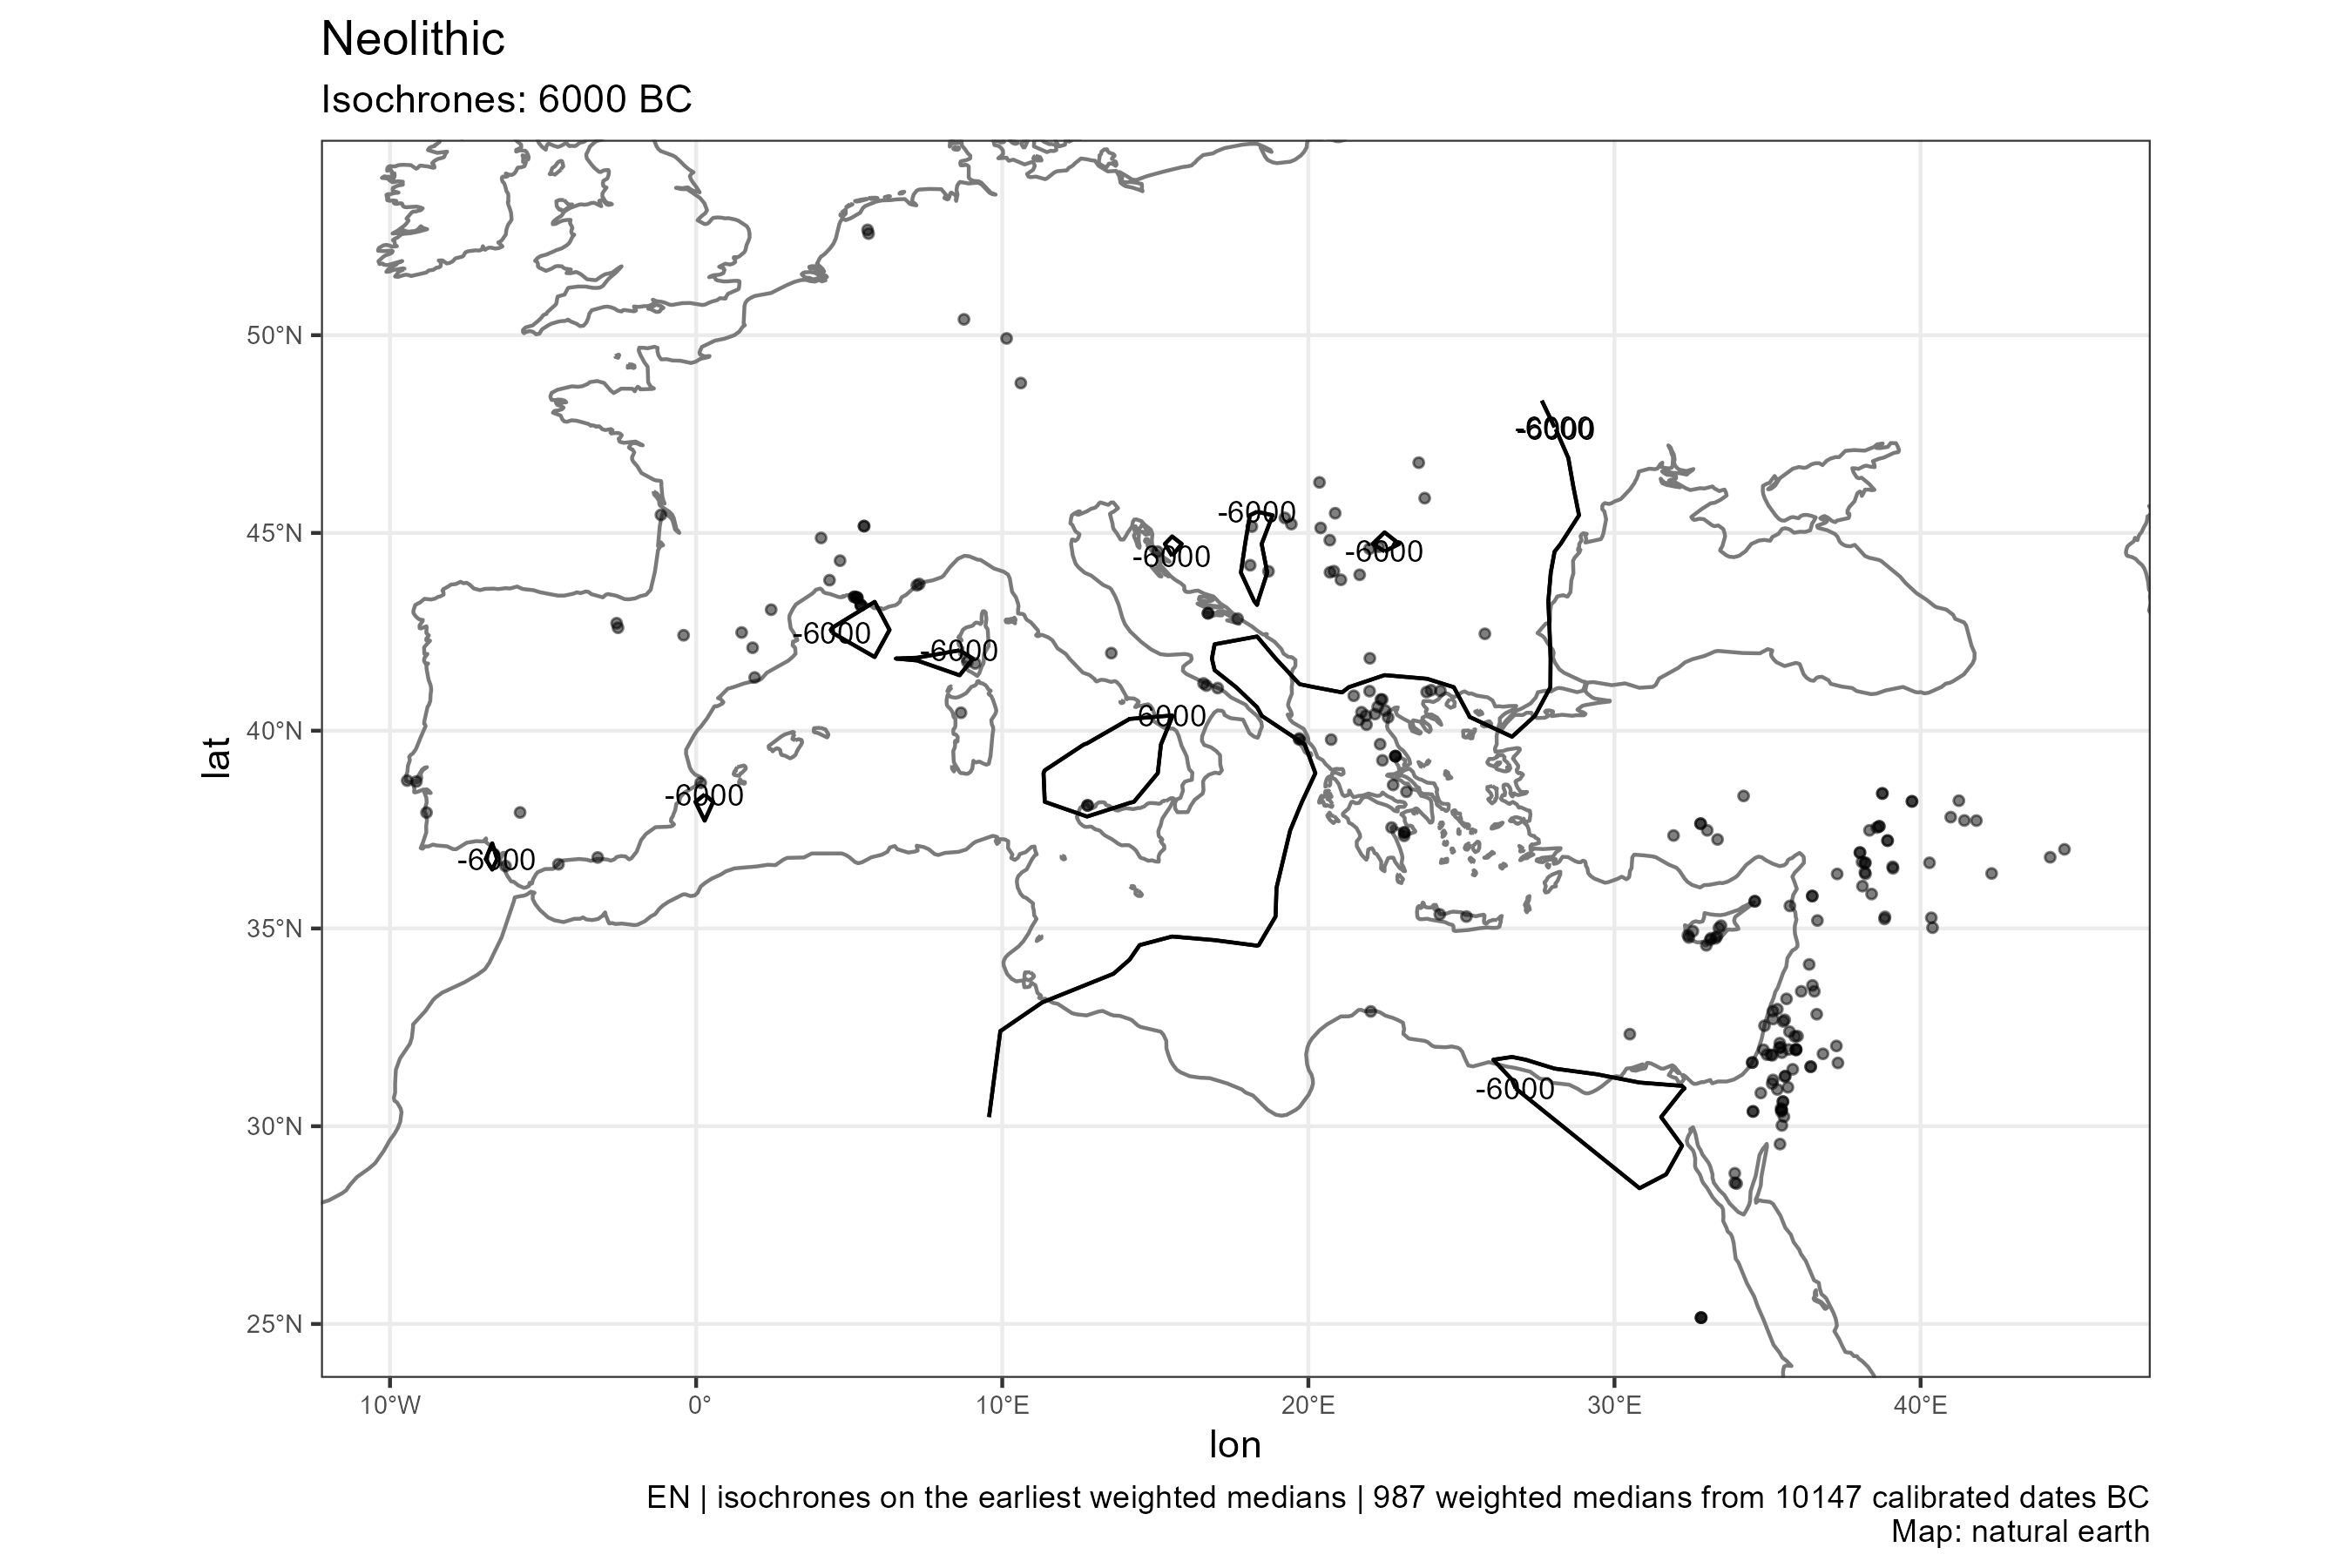 Neolithic
Isochrones: 6000 BC
-6000
-6000
-6000
-6000
-6000
-6000
-6000
-6000
-6000
-6000
-6000
50°N
45°N
40°N
35°N
30°N
25°N
lat
10°W
0°
10°E
20°E
30°E
40°E
lon
EN | isochrones on the earliest weighted medians | 987 weighted medians from 10147 calibrated dates BC
Map: natural earth